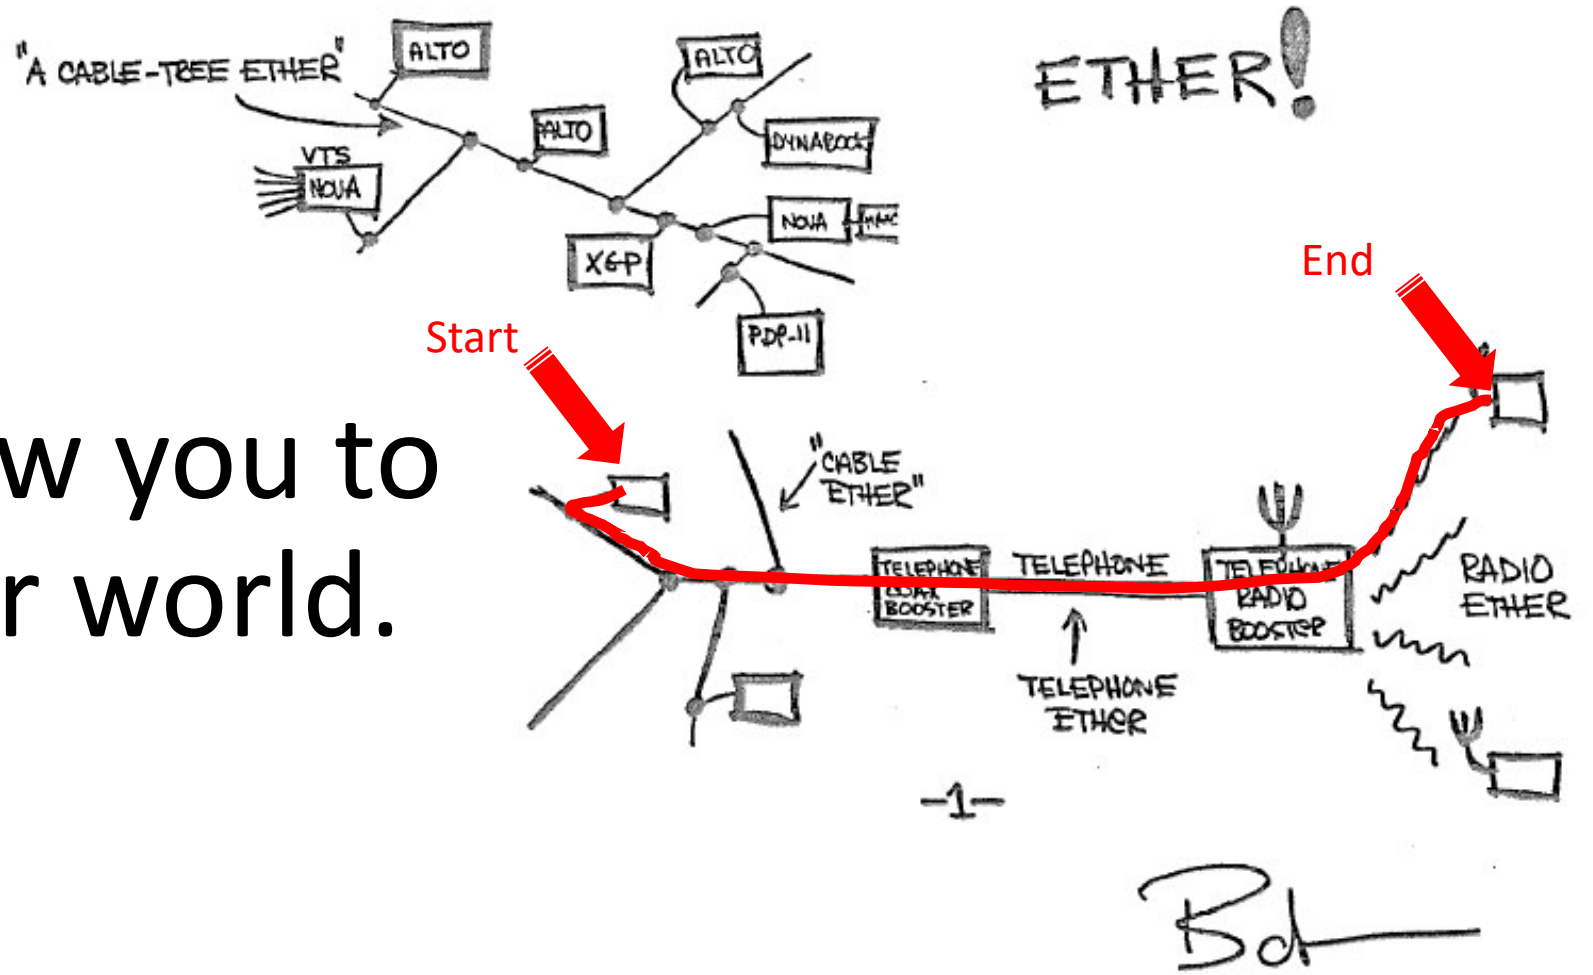 "A CABLE-TREE ETHER"
ALTO
ALTO
ETHER!
ALTO
DYNABOOK
VTS
NOVA
NOVA
XGP
PDP-11
End
Start
w you to
r world.
"CABLE
ETHER"
TELEPHONE
COAX
BOOSTER
TELEPHONE
TELEPHONE
RADIO
BOOSTER
RADIO
ETHER
TELEPHONE
ETHER
-1-